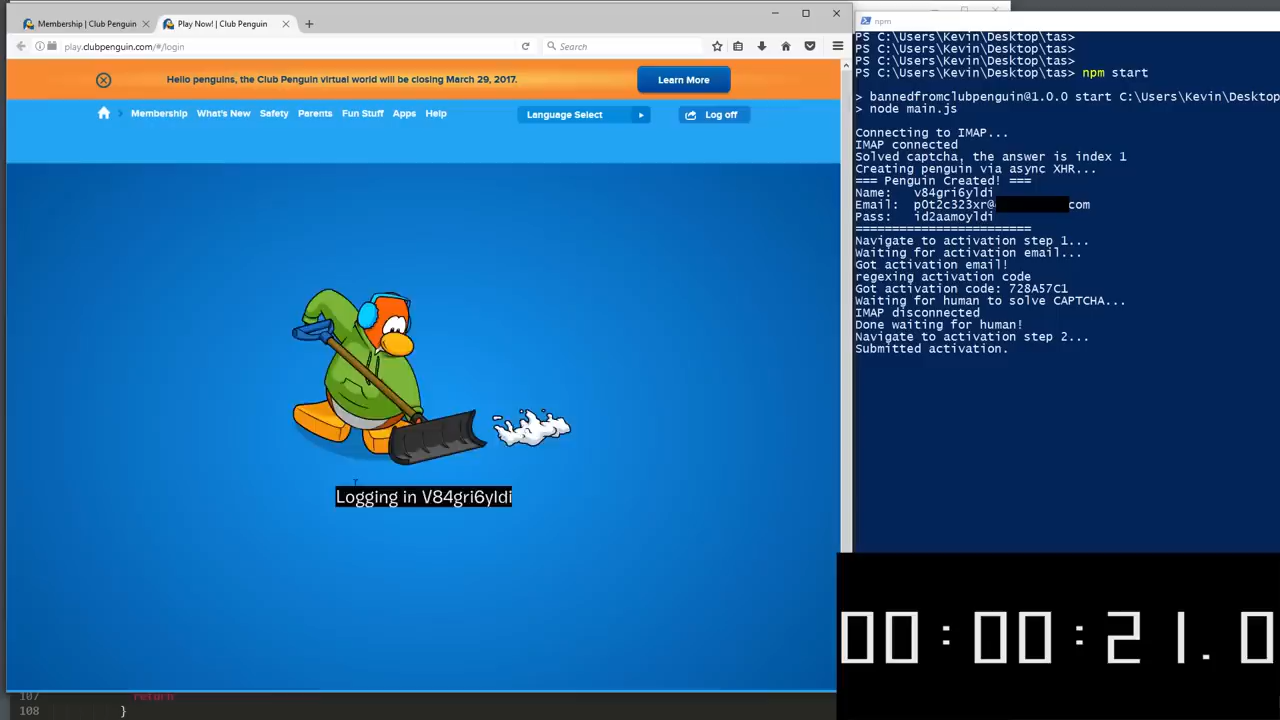 Membership | Club Penguin
Play Now! | Club Penguin
play.clubpenguin.com/#/login
Search
Hello penguins, the Club Penguin virtual world will be closing March 29, 2017.
Learn More
Membership
What's New
Safety
Parents
Fun Stuff
Apps
Help
Language Select
Log off
Logging in V84gri6yldi
107
return
108
}
npm
PS C:\Users\Kevin\Desktop\tas>
PS C:\Users\Kevin\Desktop\tas>
PS C:\Users\Kevin\Desktop\tas>
PS C:\Users\Kevin\Desktop\tas> npm start
> bannedfromclubpenguin@1.0.0 start C:\Users\Kevin\Desktop
> node main.js
Connecting to IMAP...
IMAP connected
Solved captcha, the answer is index 1
Creating penguin via async XHR...
=== Penguin Created! ===
Name: v84gri6yldi
Email: p0t2c323xr@ com
Pass: id2aamoyldi
======================
Navigate to activation step 1...
Waiting for activation email...
Got activation email!
regexing activation code
Got activation code: 728A57C1
Waiting for human to solve CAPTCHA...
IMAP disconnected
Done waiting for human!
Navigate to activation step 2...
Submitted activation.
00:00:21.0